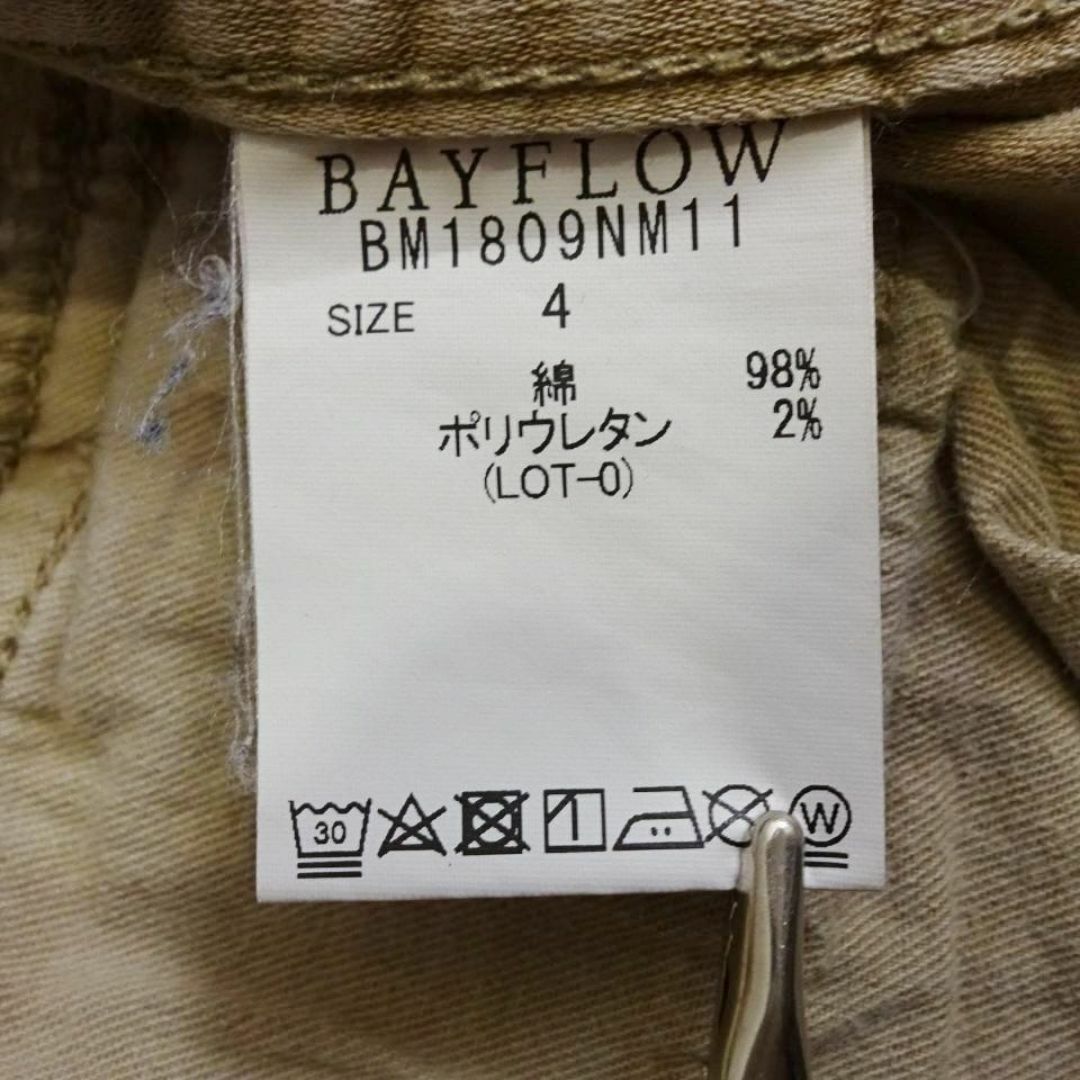 BAYFLOW
BM1809NM11
SIZE 4
綿 98%
ポリウレタン 2%
(LOT-0)
30 W